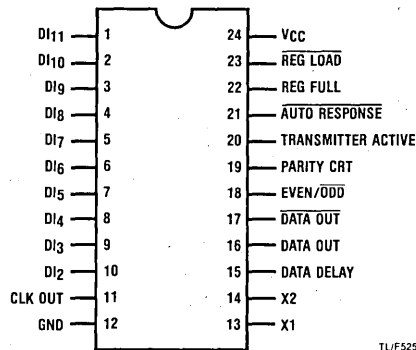 DI11 1 24 VCC
DI10 2 23 REG LOAD
DI9 3 22 REG FULL
DI8 4 21 AUTO RESPONSE
DI7 5 20 TRANSMITTER ACTIVE
DI6 6 19 PARITY CRT
DI5 7 18 EVEN/ODD
DI4 8 17 DATA OUT
DI3 9 16 DATA OUT
DI2 10 15 DATA DELAY
CLK OUT 11 14 X2
GND 12 13 X1
TL/F525